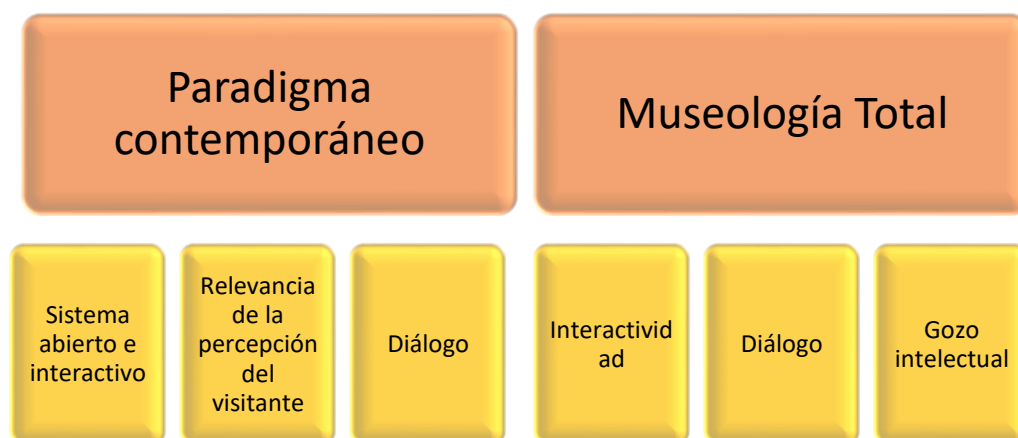 Paradigma
contemporáneo
Museología Total
Sistema
abierto e
interactivo
Relevancia
de la
percepción
del
visitante
Diálogo
Interactivid
ad
Diálogo
Gozo
intelectual